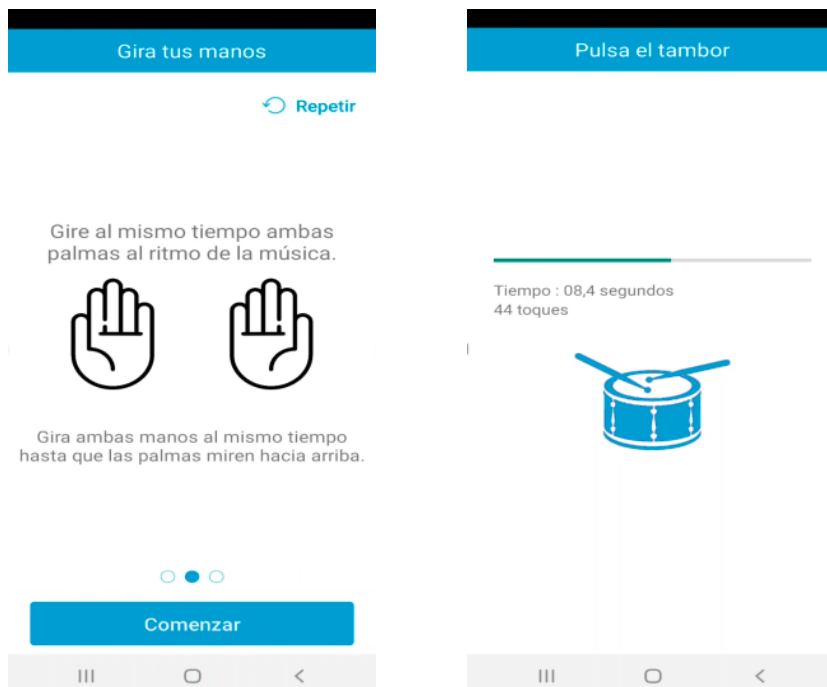 Gira tus manos
Repetir
Gire al mismo tiempo ambas
palmas al ritmo de la música.
Gira ambas manos al mismo tiempo
hasta que las palmas miren hacia arriba.
Comenzar
Pulsa el tambor
Tiempo : 08,4 segundos
44 toques